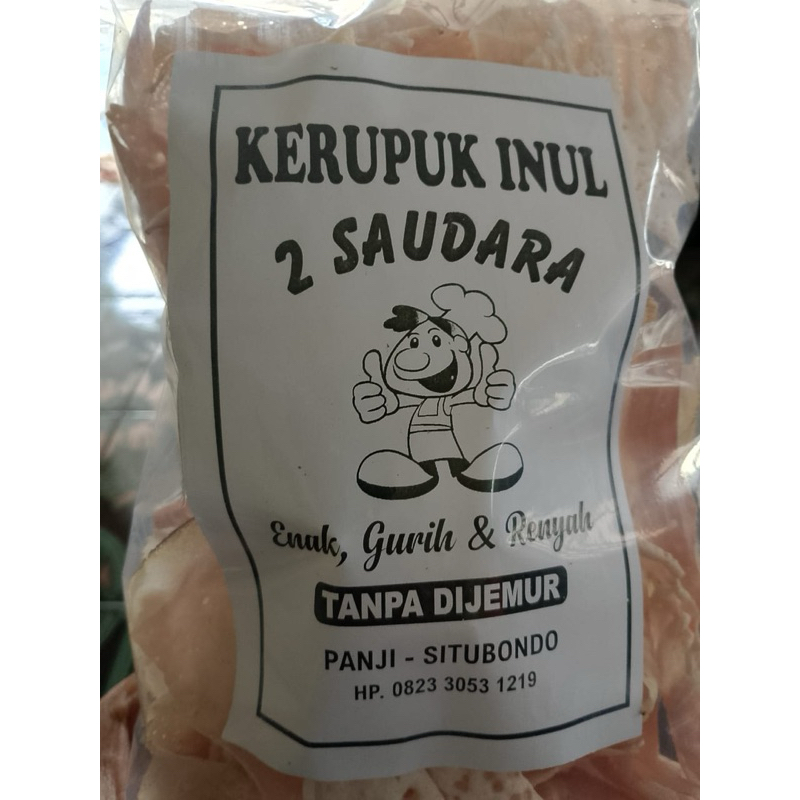 KERUPUK INUL
2 SAUDARA
Enak, Gurih & Renyah
TANPA DIJEMUR
PANJI - SITUBONDO
HP. 0823 3053 1219